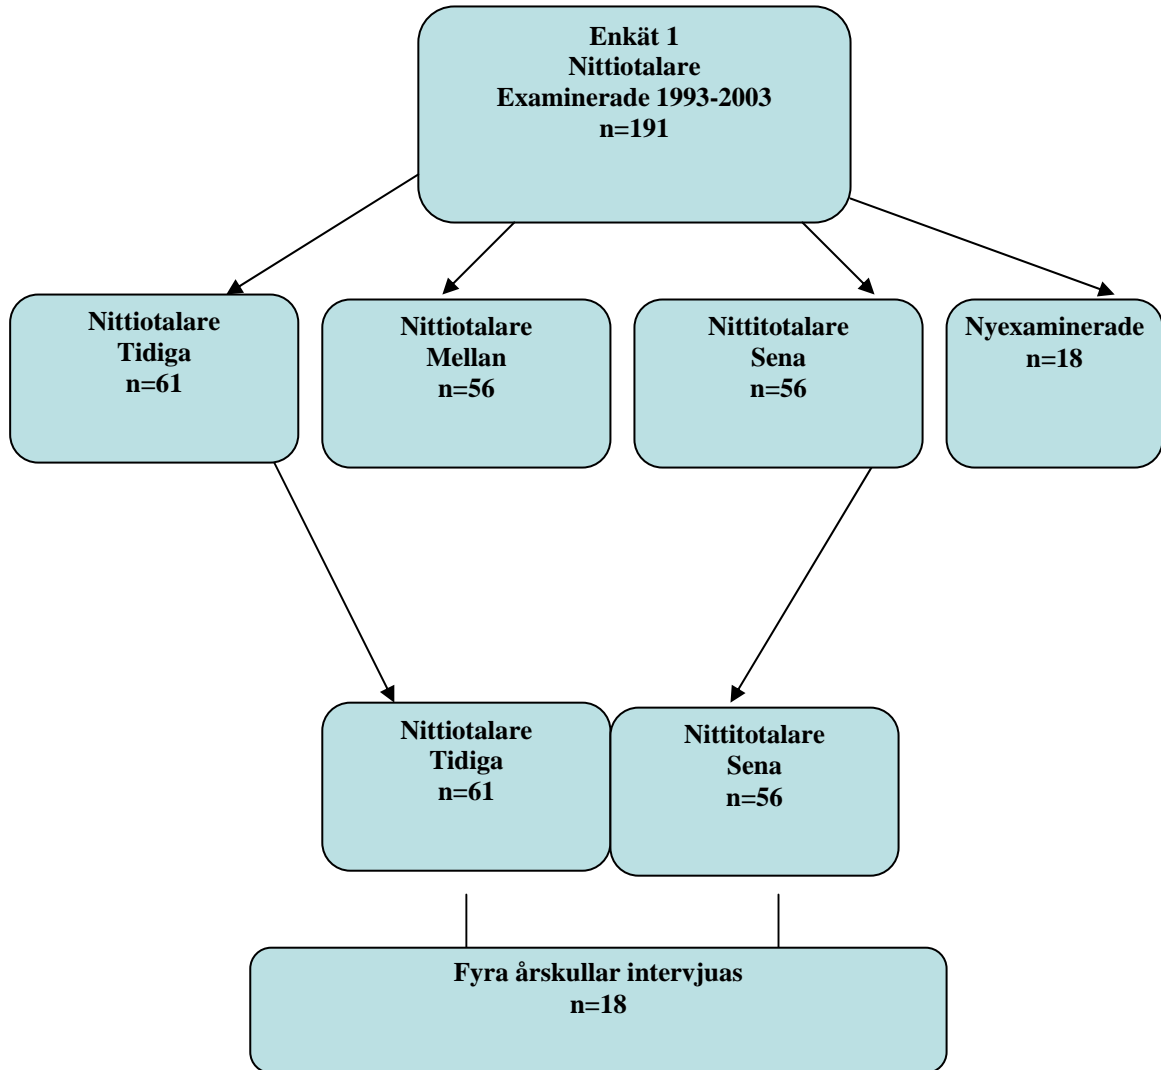 Enkät 1
Nittiotalare
Examinerade 1993-2003
n=191
Nittiotalare
Tidiga
n=61
Nittiotalare
Mellan
n=56
Nittitotalare
Sena
n=56
Nyexaminerade
n=18
Nittiotalare
Tidiga
n=61
Nittitotalare
Sena
n=56
Fyra årskullar intervjuas
n=18